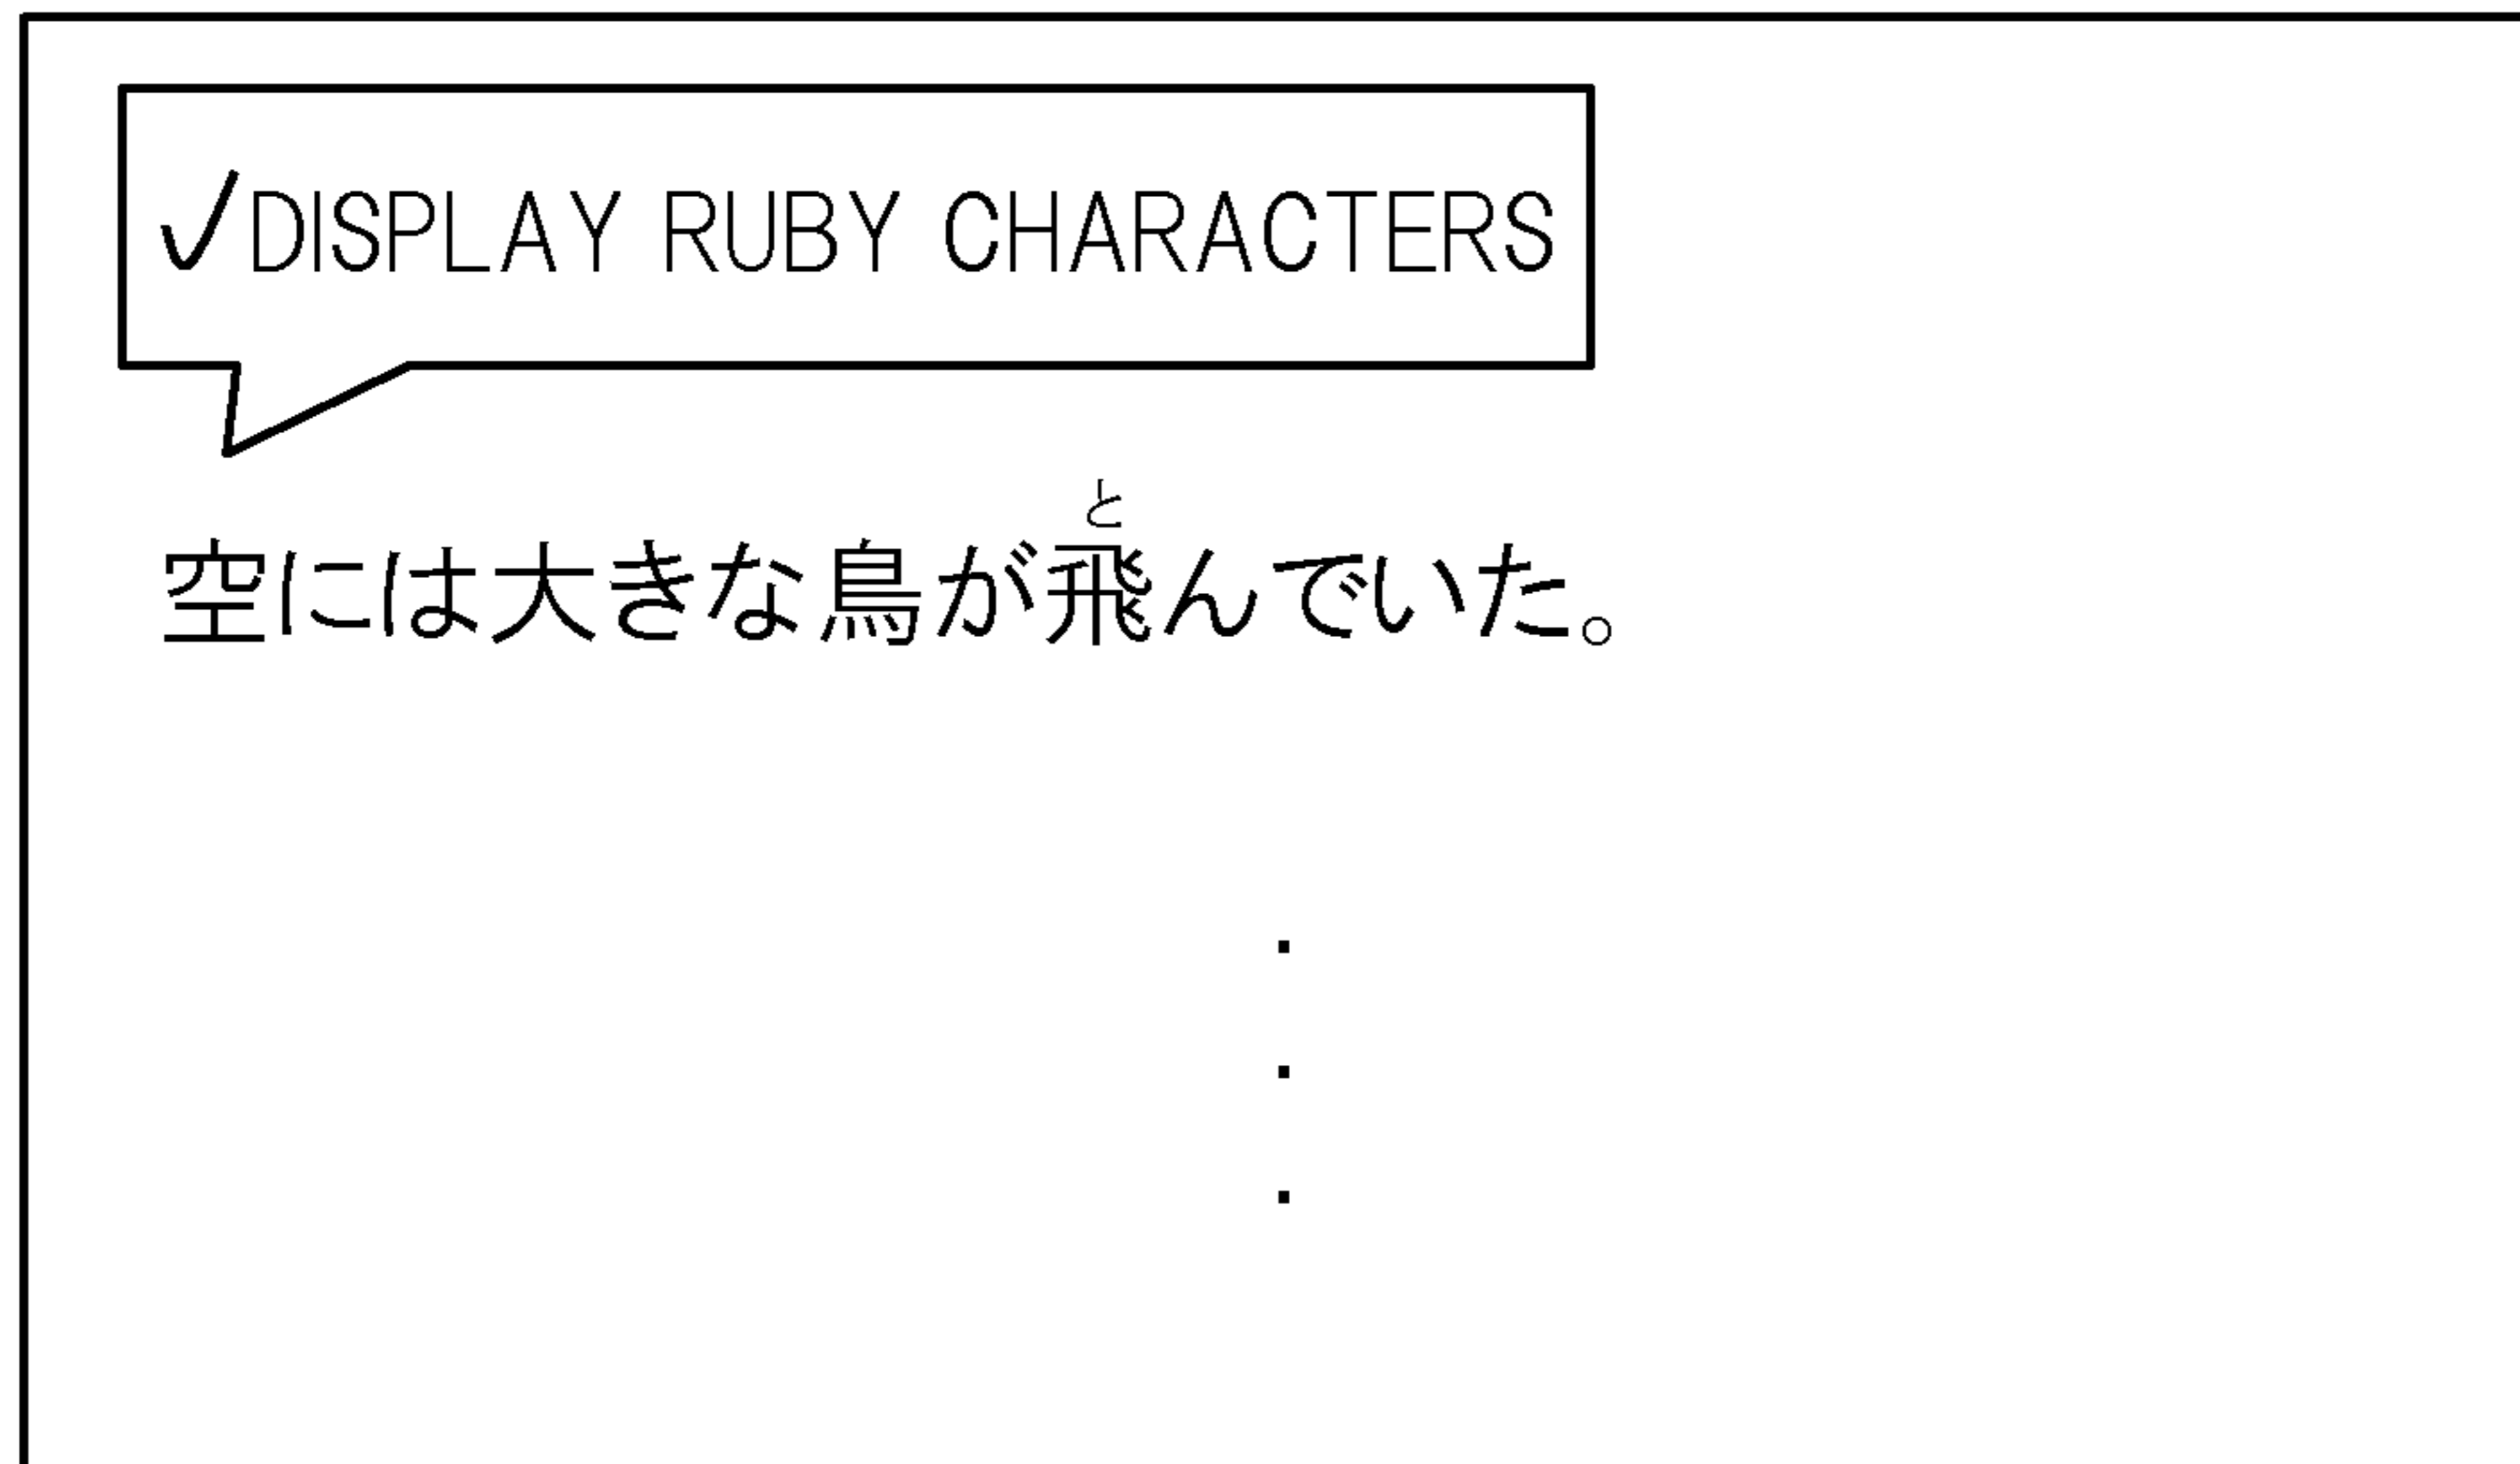 ✓DISPLAY RUBY CHARACTERS
と
空には大きな鳥が飛んでいた。
.
.
.